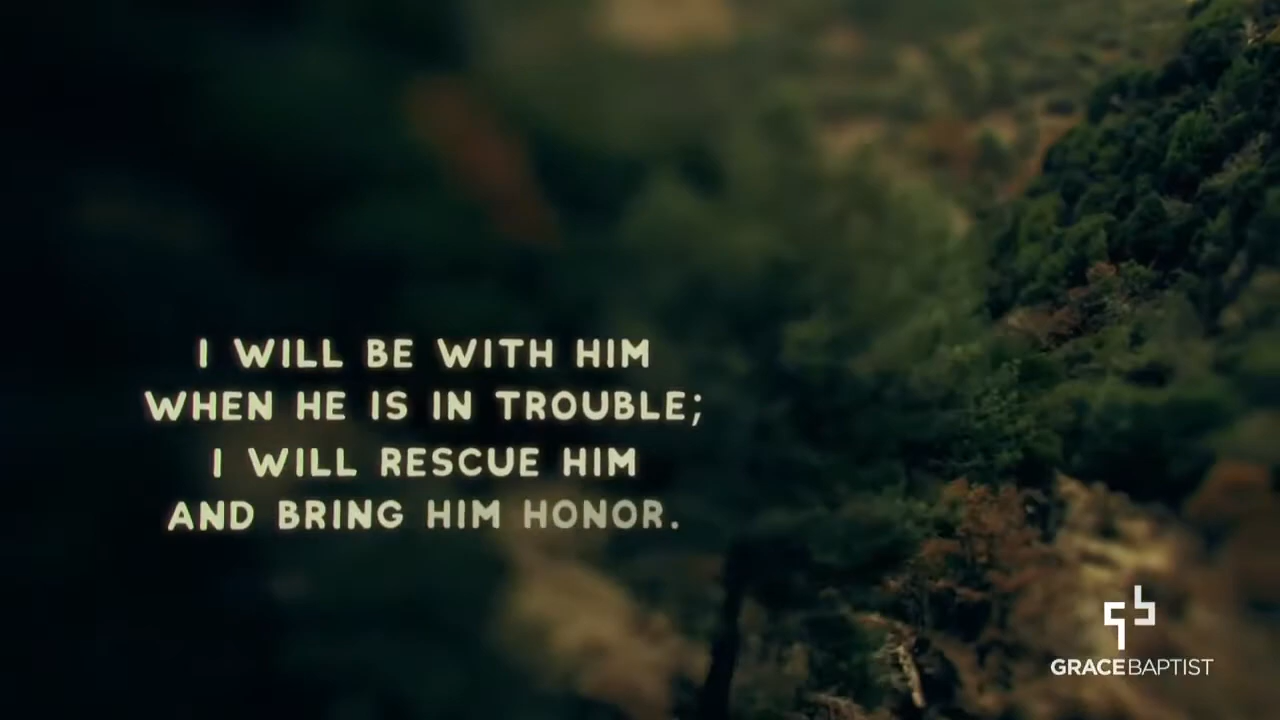 I WILL BE WITH HIM
WHEN HE IS IN TROUBLE;
I WILL RESCUE HIM
AND BRING HIM HONOR.
GRACEBAPTIST